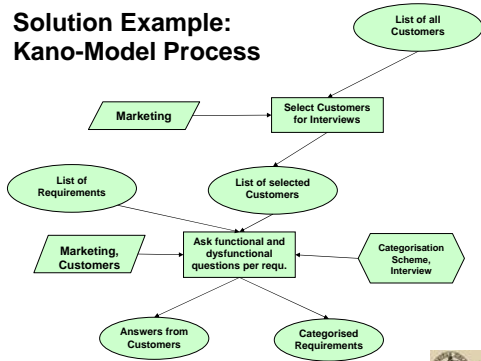 Solution Example:
Kano-Model Process
List of all
Customers
Marketing
Select Customers
for Interviews
List of
Requirements
List of selected
Customers
Marketing,
Customers
Ask functional and
dysfunctional
questions per requ.
Categorisation
Scheme,
Interview
Answers from
Customers
Categorised
Requirements